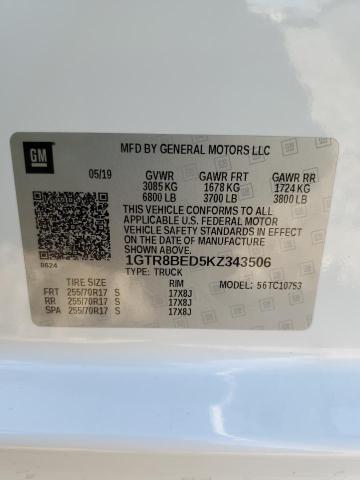 GM
MFD BY GENERAL MOTORS LLC
05/19 GVWR GAWR FRT GAWR RR
3085 KG 1678 KG 1724 KG
6800 LB 3700 LB 3800 LB
THIS VEHICLE CONFORMS TO ALL APPLICABLE U.S. FEDERAL MOTOR
VEHICLE SAFETY STANDARDS IN EFFECT
ON THE DATE OF MANUFACTURE
SHOWN ABOVE.
0624
1GTR8BED5KZ343506
TYPE: TRUCK
TIRE SIZE RIM MODEL: 56TC10753
FRT 255/70R17 S 17X8J
RR 255/70R17 S 17X8J
SPA 255/70R17 S 17X8J